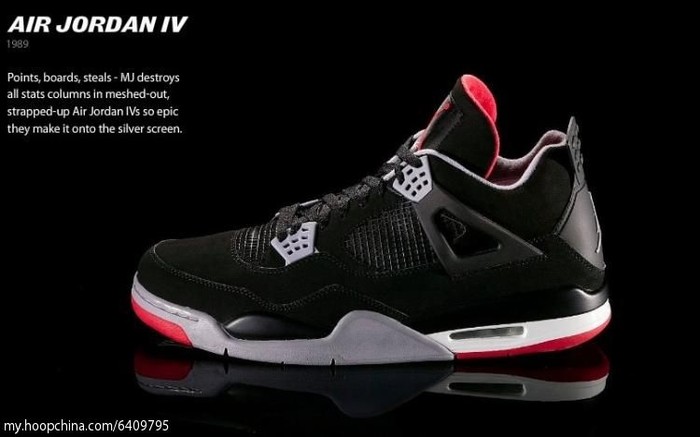 AIR JORDAN IV
1989
Points, boards, steals - MJ destroys
all stats columns in meshed-out,
strapped-up Air Jordan IVs so epic
they make it onto the silver screen.
my.hoopchina.com/6409795